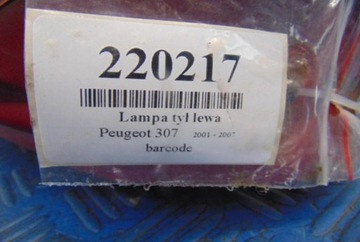 220217
Lampa tył lewa
Peugeot 307 2001 - 2007
barcode